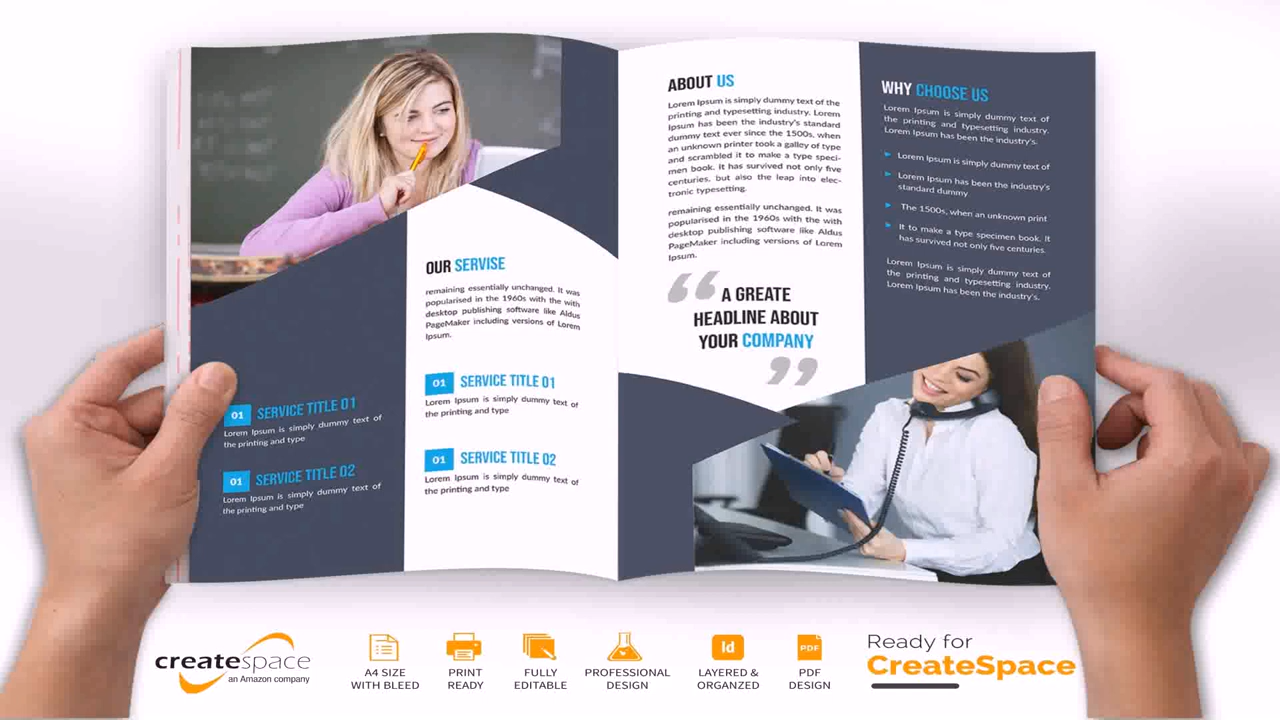 OUR SERVISE
remaining essentially unchanged. It was
popularised in the 1960s with the with
desktop publishing software like Aldus
PageMaker including versions of Lorem
Ipsum.
01 SERVICE TITLE 01
Lorem Ipsum is simply dummy text of
the printing and type
01 SERVICE TITLE 02
Lorem Ipsum is simply dummy text of
the printing and type
01 SERVICE TITLE 01
Lorem Ipsum is simply dummy text of
the printing and type
01 SERVICE TITLE 02
Lorem Ipsum is simply dummy text of
the printing and type
ABOUT US
Lorem Ipsum is simply dummy text of the
printing and typesetting industry. Lorem
Ipsum has been the industry's standard
dummy text ever since the 1500s, when
an unknown printer took a galley of type
and scrambled it to make a type speci-
men book. It has survived not only five
centuries, but also the leap into elec-
tronic typesetting.
remaining essentially unchanged. It was
popularised in the 1960s with the with
desktop publishing software like Aldus
PageMaker including versions of Lorem
Ipsum.
“ A GREATE
HEADLINE ABOUT
YOUR COMPANY
”
WHY CHOOSE US
Lorem Ipsum is simply dummy text of
the printing and typesetting industry.
Lorem Ipsum has been the industry's.
Lorem Ipsum is simply dummy text of
Lorem Ipsum has been the industry's
standard dummy
The 1500s, when an unknown print
It to make a type specimen book. It
has survived not only five centuries.
Lorem Ipsum is simply dummy text of
the printing and typesetting industry.
Lorem Ipsum has been the industry's.
createspace
an Amazon company
A4 SIZE
WITH BLEED
PRINT
READY
FULLY
EDITABLE
PROFESSIONAL
DESIGN
Id
LAYERED &
ORGANZED
PDF
PDF
DESIGN
Ready for
CreateSpace